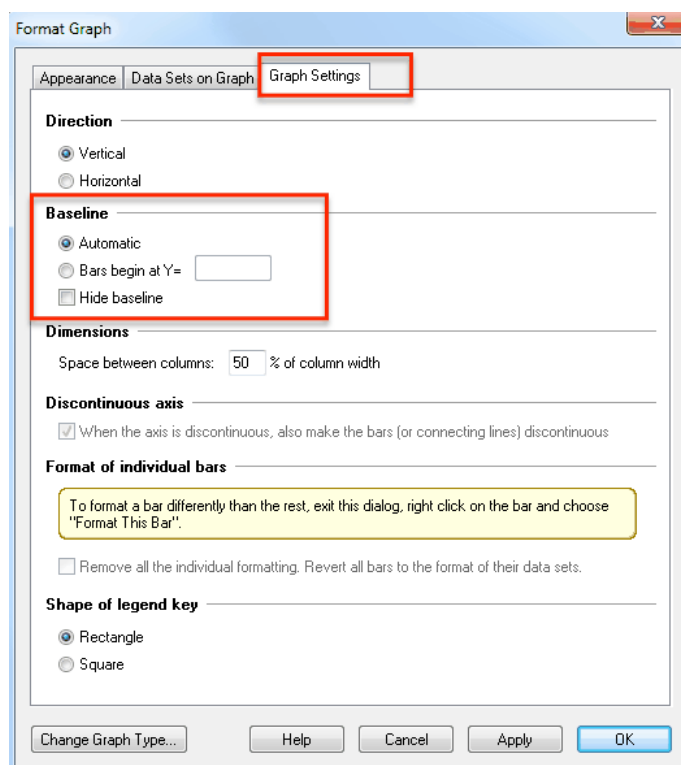 Format Graph
Appearance
Data Sets on Graph
Graph Settings
Direction
Vertical
Horizontal
Baseline
Automatic
Bars begin at Y=
Hide baseline
Dimensions
Space between columns: 50 % of column width
Discontinuous axis
When the axis is discontinuous, also make the bars (or connecting lines) discontinuous
Format of individual bars
To format a bar differently than the rest, exit this dialog, right click on the bar and choose
"Format This Bar".
Remove all the individual formatting. Revert all bars to the format of their data sets.
Shape of legend key
Rectangle
Square
Change Graph Type...
Help
Cancel
Apply
OK